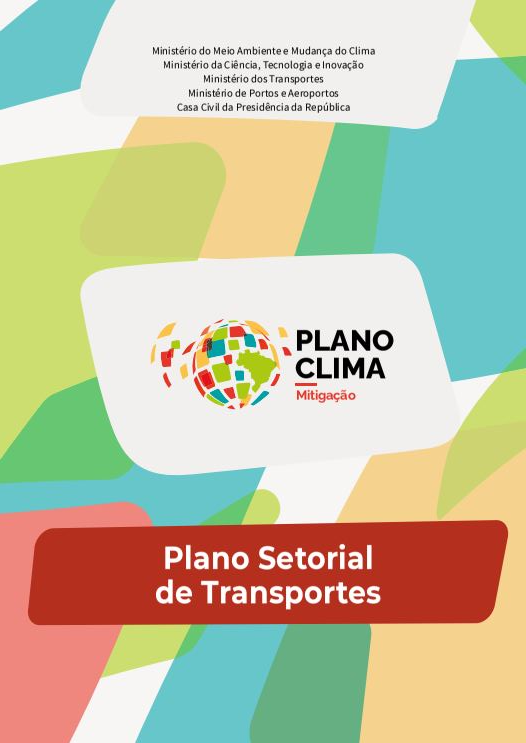 Ministério do Meio Ambiente e Mudança do Clima
Ministério da Ciência, Tecnologia e Inovação
Ministério dos Transportes
Ministério de Portos e Aeroportos
Casa Civil da Presidência da República
PLANO
CLIMA
Mitigação
Plano Setorial
de Transportes